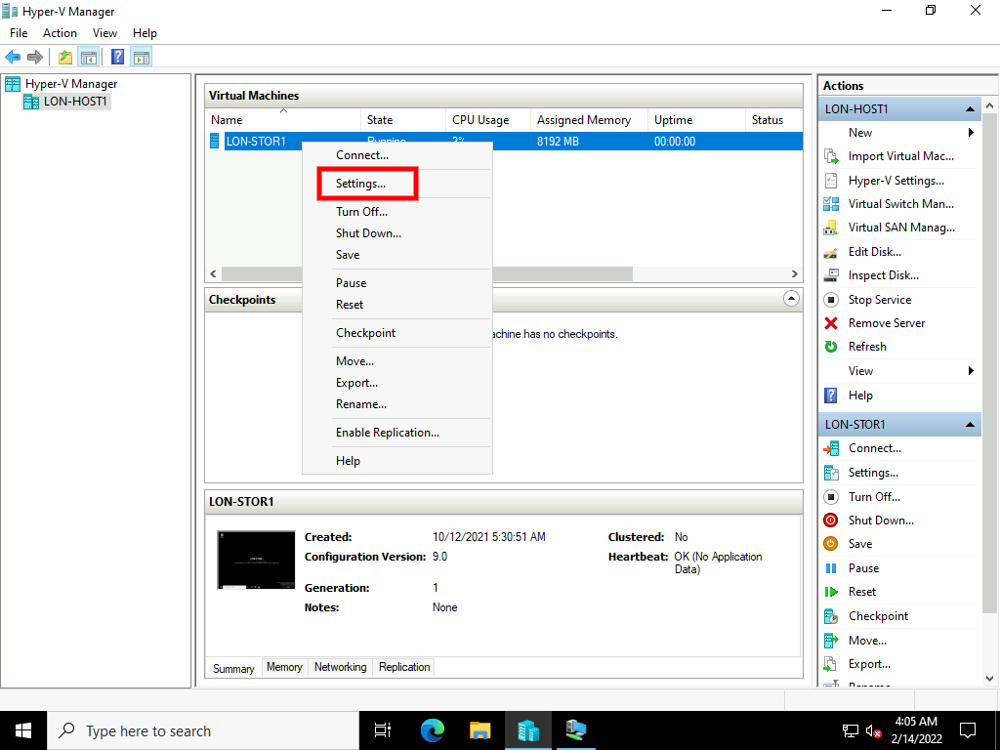 Hyper-V Manager
File Action View Help
Hyper-V Manager
LON-HOST1
Virtual Machines
Name State CPU Usage Assigned Memory Uptime Status
LON-STOR1 Running 3% 8192 MB 00:00:00
Connect...
Settings...
Turn Off...
Shut Down...
Save
Pause
Reset
Checkpoint
Move...
Export...
Rename...
Enable Replication...
Help
Checkpoints
achine has no checkpoints.
LON-STOR1
Created: 10/12/2021 5:30:51 AM Clustered: No
Configuration Version: 9.0 Heartbeat: OK (No Application
Data)
Generation: 1
Notes: None
Summary Memory Networking Replication
Actions
LON-HOST1
New
Import Virtual Mac...
Hyper-V Settings...
Virtual Switch Man...
Virtual SAN Manag...
Edit Disk...
Inspect Disk...
Stop Service
Remove Server
Refresh
View
Help
LON-STOR1
Connect...
Settings...
Turn Off...
Shut Down...
Save
Pause
Reset
Checkpoint
Move...
Export...
Rename...
Type here to search
4:05 AM
2/14/2022